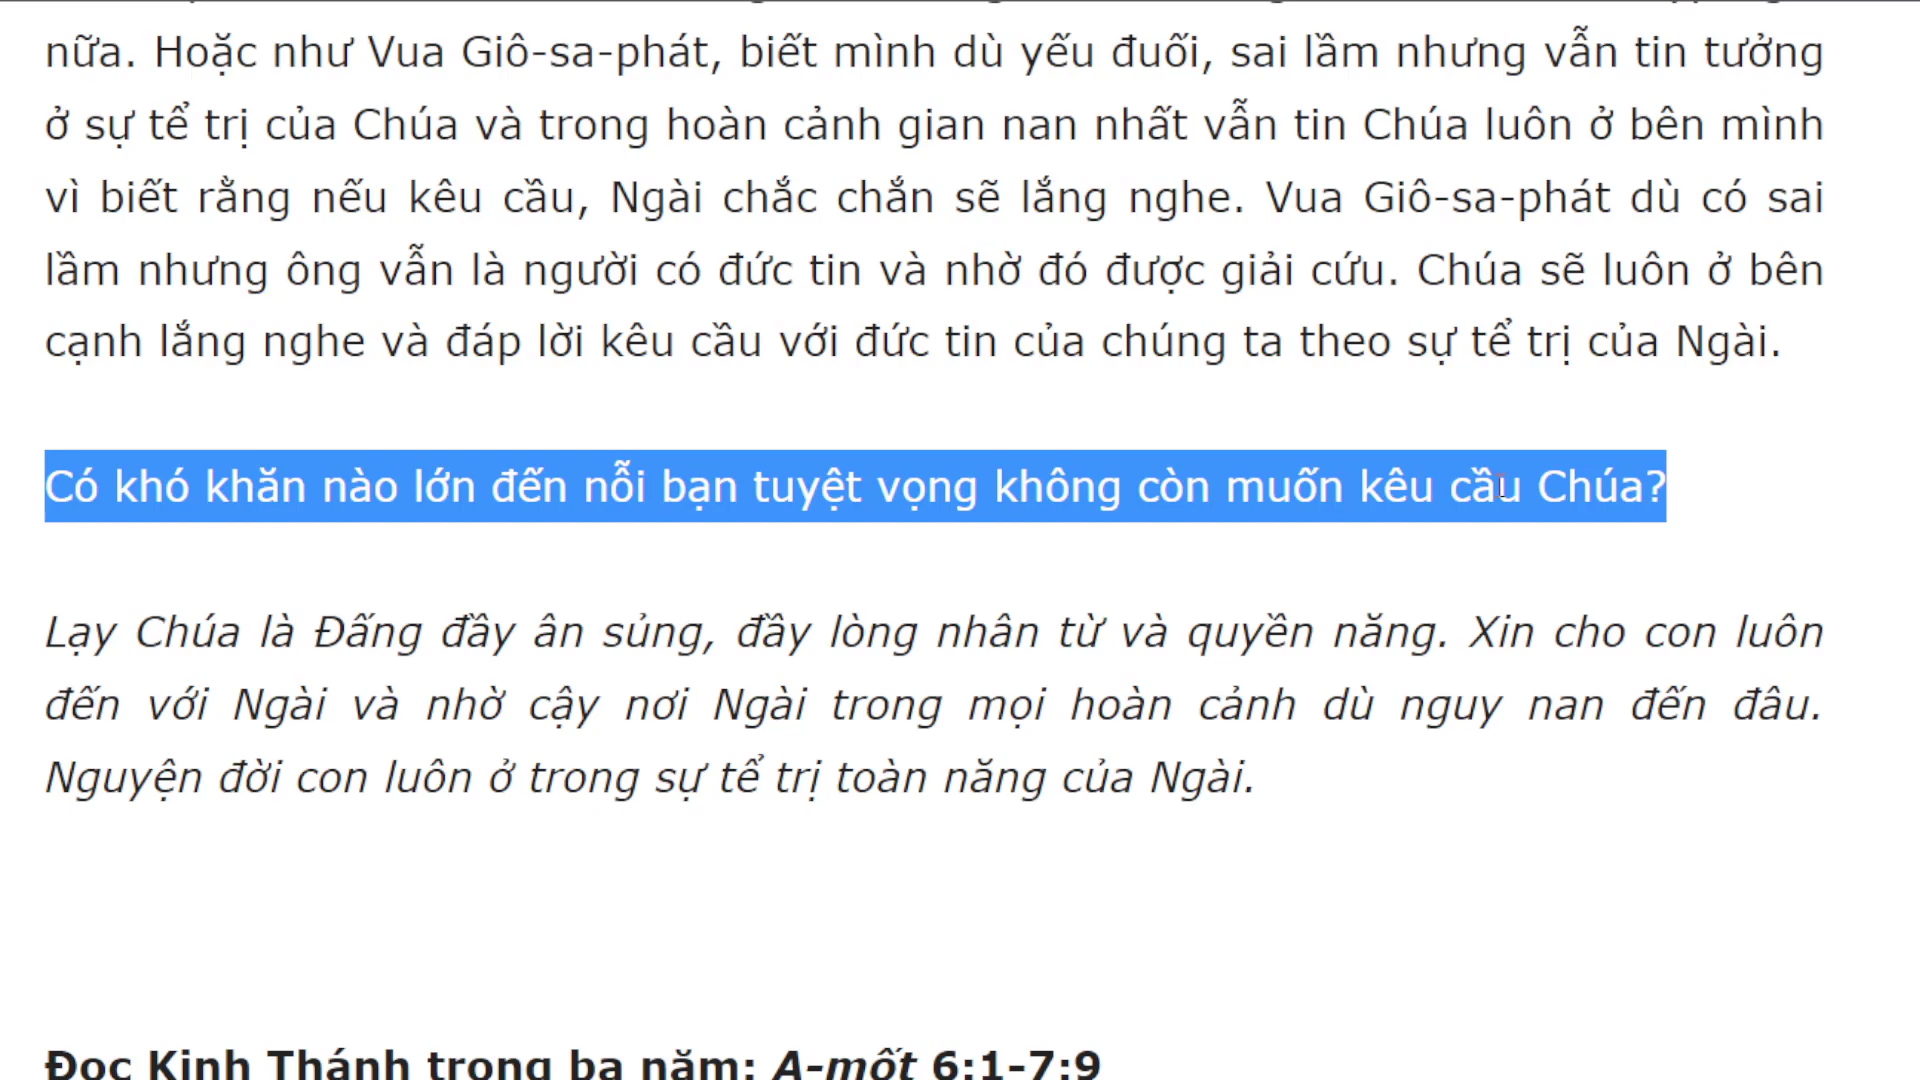 nữa. Hoặc như Vua Giô-sa-phát, biết mình dù yếu đuối, sai lầm nhưng vẫn tin tưởng
ở sự tể trị của Chúa và trong hoàn cảnh gian nan nhất vẫn tin Chúa luôn ở bên mình
vì biết rằng nếu kêu cầu, Ngài chắc chắn sẽ lắng nghe. Vua Giô-sa-phát dù có sai
lầm nhưng ông vẫn là người có đức tin và nhờ đó được giải cứu. Chúa sẽ luôn ở bên
cạnh lắng nghe và đáp lời kêu cầu với đức tin của chúng ta theo sự tể trị của Ngài.
Có khó khăn nào lớn đến nỗi bạn tuyệt vọng không còn muốn kêu cầu Chúa?
Lạy Chúa là Đấng đầy ân sủng, đầy lòng nhân từ và quyền năng. Xin cho con luôn
đến với Ngài và nhờ cậy nơi Ngài trong mọi hoàn cảnh dù nguy nan đến đâu.
Nguyện đời con luôn ở trong sự tể trị toàn năng của Ngài.
Đọc Kinh Thánh trong ba năm: A-mốt 6:1-7:9